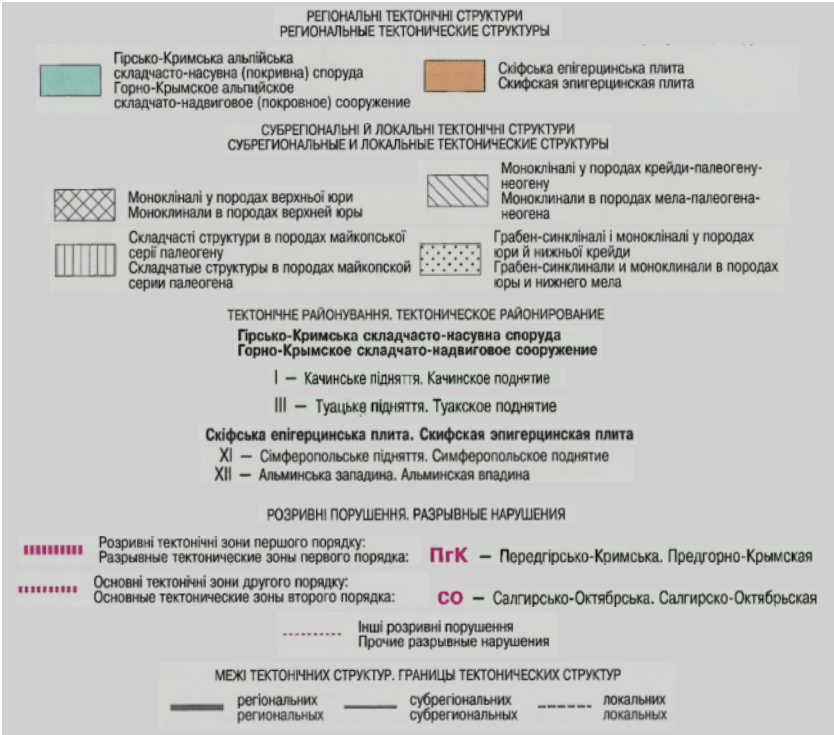 РЕГІОНАЛЬНІ ТЕКТОНІЧНІ СТРУКТУРИ
РЕГИОНАЛЬНЫЕ ТЕКТОНИЧЕСКИЕ СТРУКТУРЫ
Гірсько-Кримська альпійська
складчасто-насувна (покривна) споруда
Горно-Крымское альпийское
складчато-надвиговое (покровное) сооружение
Скіфська епігерцинська плита
Скифская эпигерцинская плита
СУБРЕГІОНАЛЬНІ Й ЛОКАЛЬНІ ТЕКТОНІЧНІ СТРУКТУРИ
СУБРЕГИОНАЛЬНЫЕ И ЛОКАЛЬНЫЕ ТЕКТОНИЧЕСКИЕ СТРУКТУРЫ
Монокліналі у породах верхньої юри
Моноклинали в породах верхней юры
Монокліналі у породах крейди-палеогену-
неогену
Моноклинали в породах мела-палеогена-
неогена
Складчасті структури в породах майкопської
серії палеогену
Складчатые структуры в породах майкопской
серии палеогена
Грабен-синкліналі і монокліналі у породах
юри й нижньої крейди
Грабен-синклинали и моноклинали в породах
юры и нижнего мела
ТЕКТОНІЧНЕ РАЙОНУВАННЯ. ТЕКТОНИЧЕСКОЕ РАЙОНИРОВАНИЕ
Гірсько-Кримська складчасто-насувна споруда
Горно-Крымское складчато-надвиговое сооружение
I – Качинське підняття. Качинское поднятие
III – Туацьке підняття. Туакское поднятие
Скіфська епігерцинська плита. Скифская эпигерцинская плита
XI – Сімферопольське підняття. Симферопольское поднятие
XII – Альминська западина. Альминская впадина
РОЗРИВНІ ПОРУШЕННЯ. РАЗРЫВНЫЕ НАРУШЕНИЯ
Розривні тектонічні зони першого порядку:
Разрывные тектонические зоны первого порядка:
ПгК – Передгірсько-Кримська. Предгорно-Крымская
Основні тектонічні зони другого порядку:
Основные тектонические зоны второго порядка:
СО – Салгирсько-Октябрська. Салгирско-Октябрьская
Інші розривні порушення
Прочие разрывные нарушения
МЕЖІ ТЕКТОНІЧНИХ СТРУКТУР. ГРАНИЦЫ ТЕКТОНИЧЕСКИХ СТРУКТУР
регіональних
региональных
субрегіональних
субрегиональных
локальних
локальных